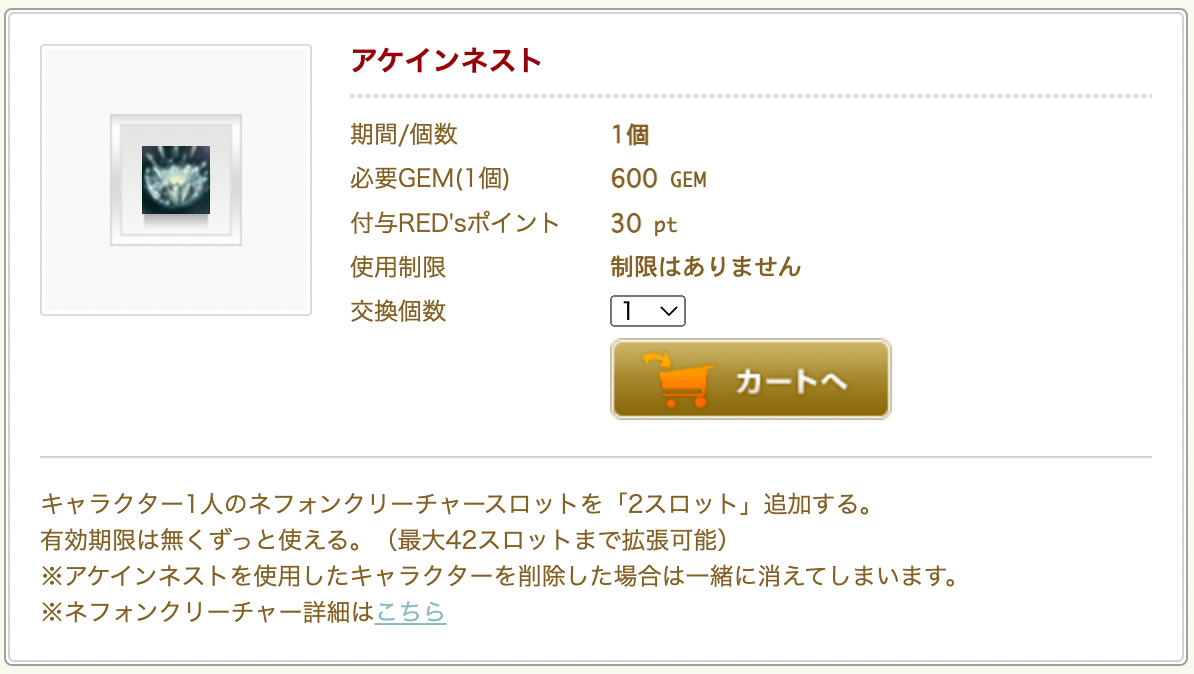 アケインネスト
期間/個数 1個
必要GEM(1個) 600 GEM
付与RED'sポイント 30 pt
使用制限 制限はありません
交換個数 1
カートへ
キャラクター1人のネフォンクリーチャースロットを「2スロット」追加する。
有効期限は無くずっと使える。（最大42スロットまで拡張可能）
※アケインネストを使用したキャラクターを削除した場合は一緒に消えてしまいます。
※ネフォンクリーチャー詳細はこちら